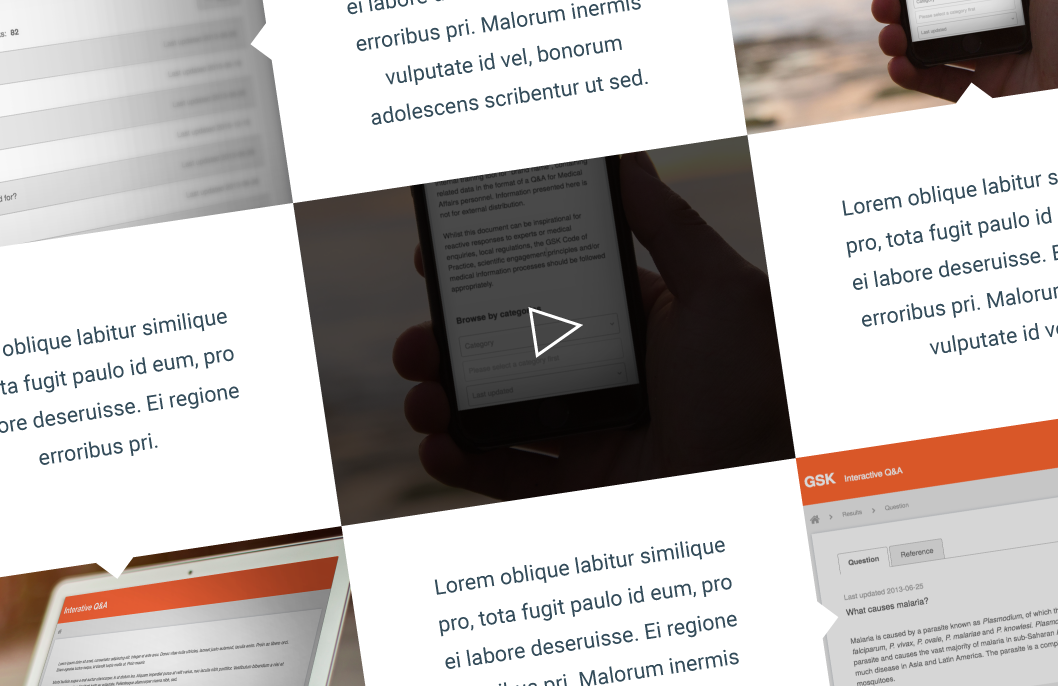 s: 82
d for?
ei labore d
erroribus pri. Malorum inermis
vulputate id vel, bonorum
adolescens scribentur ut sed.
Category
Please select a category first
Last updated
related data in the format of a Q&A for Medical
Affairs personnel. Information presented here is
not for external distribution.
Whilst this document can be inspirational for
reactive responses to experts or medical
enquiries, local regulations, the GSK Code of
Practice, scientific engagement principles and/or
medical information processes should be followed
appropriately.
Browse by categories
Category
Please select a category first
Last updated
Lorem oblique labitur s
pro, tota fugit paulo id
ei labore deseruisse. E
erroribus pri. Malorum
vulputate id ve
oblique labitur similique
ta fugit paulo id eum, pro
ore deseruisse. Ei regione
erroribus pri.
Interative Q&A
Lorem oblique labitur similique
pro, tota fugit paulo id eum, pro
ei labore deseruisse. Ei regione
ibus pri. Malorum inermis
GSK Interactive Q&A
Results Question
Question Reference
Last updated 2013-06-25
What causes malaria?
Malaria is caused by a parasite known as Plasmodium, of which th
falciparum, P. vivax, P. ovale, P. malariae and P. knowlesi. Plasmo
parasite and causes the vast majority of malaria in sub-Saharan
much disease in Asia and Latin America. The parasite is a comp
mosquitoes.